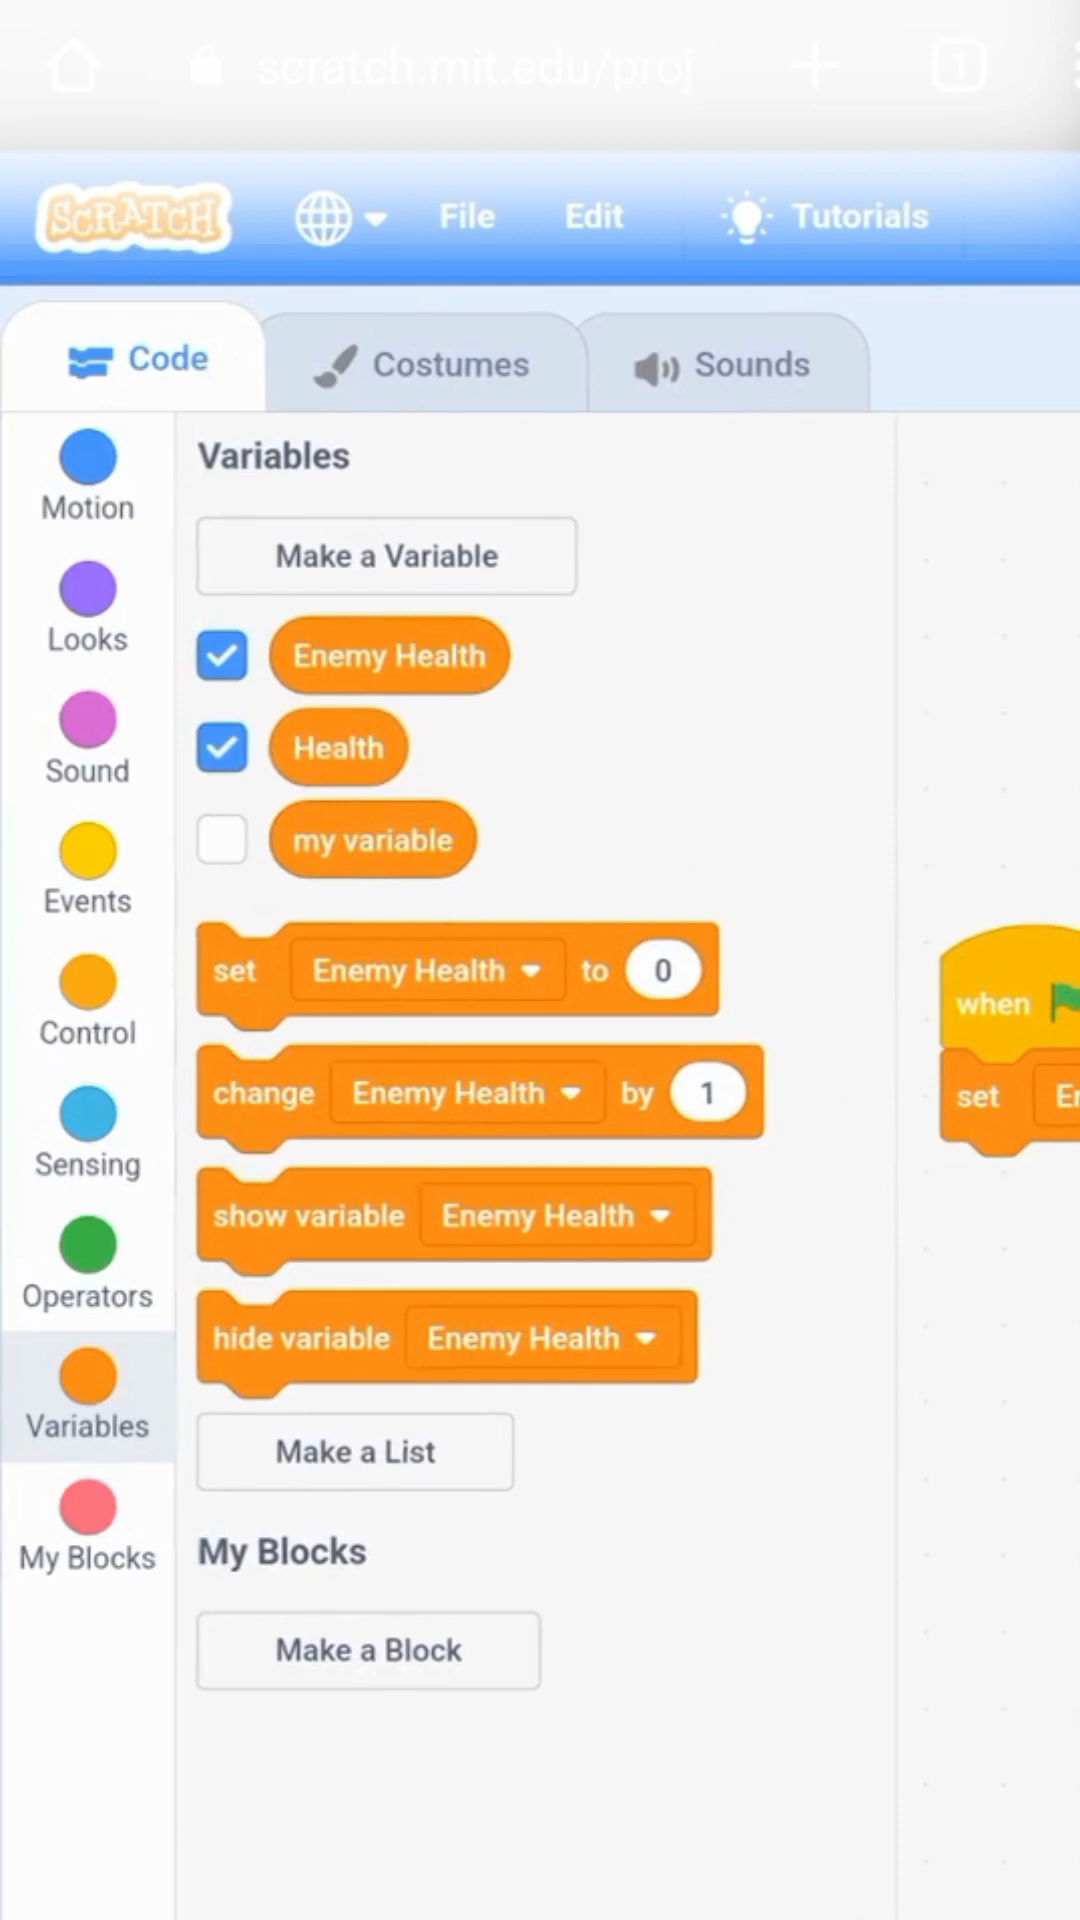 scratch.mit.edu/proj
1
SCRATCH
File
Edit
Tutorials
Code
Costumes
Sounds
Motion
Looks
Sound
Events
Control
Sensing
Operators
Variables
My Blocks
Variables
Make a Variable
Enemy Health
Health
my variable
set Enemy Health to 0
change Enemy Health by 1
show variable Enemy Health
hide variable Enemy Health
Make a List
My Blocks
Make a Block
when
set En